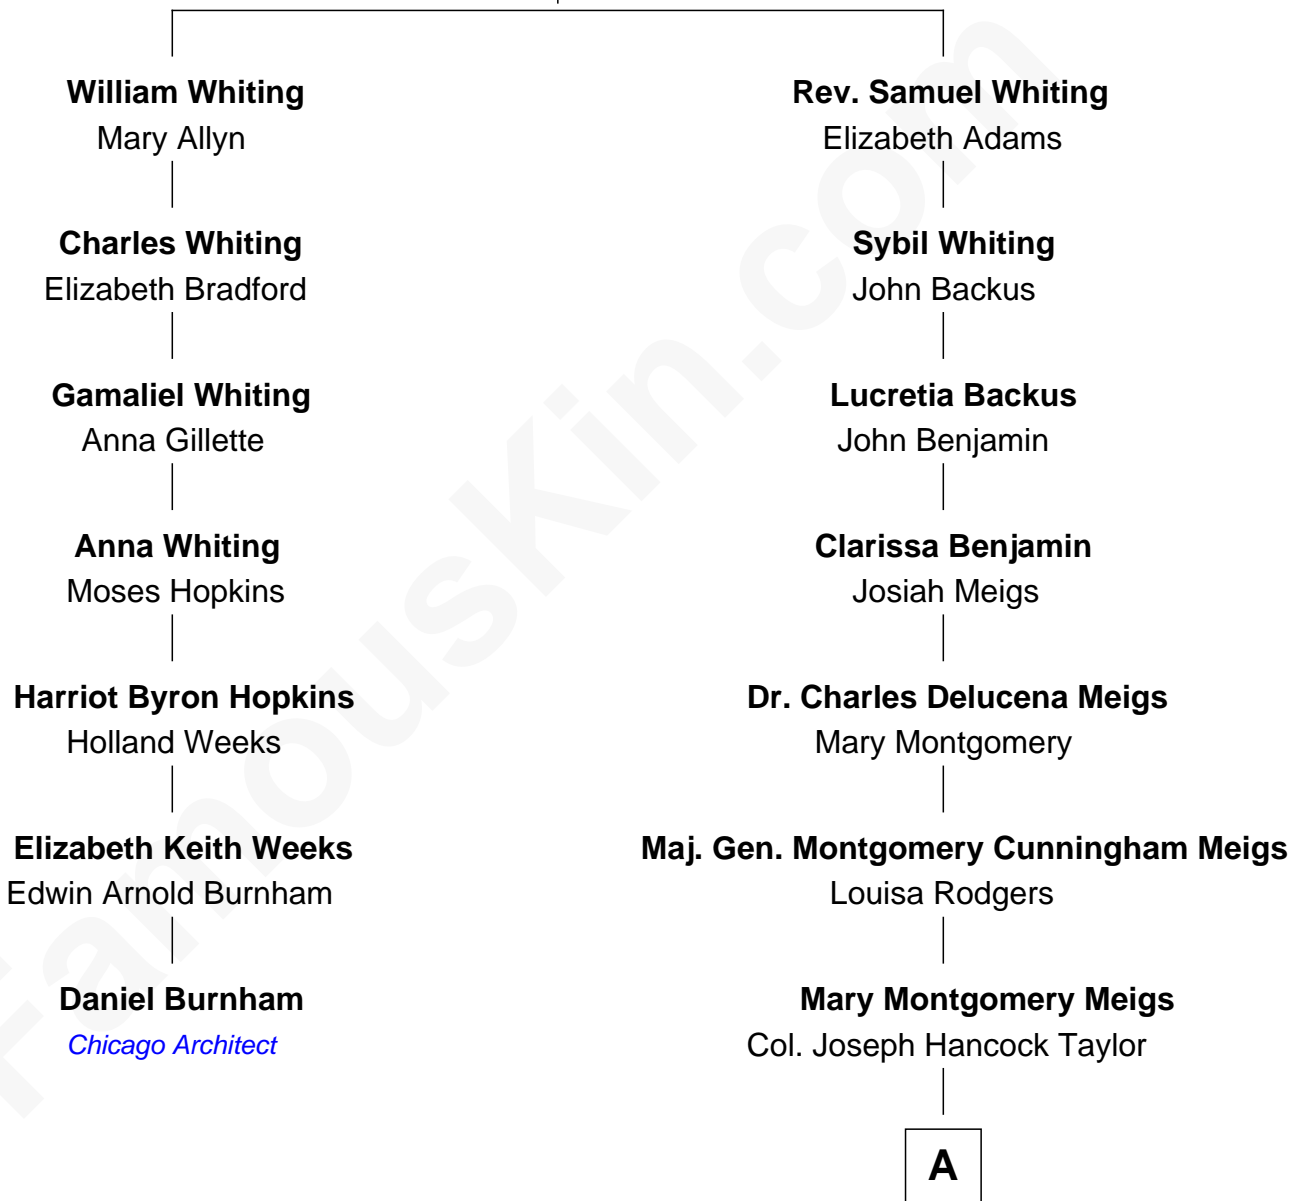 William Whiting
Mary Allyn
Charles Whiting
Elizabeth Bradford
Gamaliel Whiting
Anna Gillette
Anna Whiting
Moses Hopkins
Harriot Byron Hopkins
Holland Weeks
Elizabeth Keith Weeks
Edwin Arnold Burnham
Daniel Burnham
Chicago Architect
Rev. Samuel Whiting
Elizabeth Adams
Sybil Whiting
John Backus
Lucretia Backus
John Benjamin
Clarissa Benjamin
Josiah Meigs
Dr. Charles Delucena Meigs
Mary Montgomery
Maj. Gen. Montgomery Cunningham Meigs
Louisa Rodgers
Mary Montgomery Meigs
Col. Joseph Hancock Taylor
A
FamousKin.com